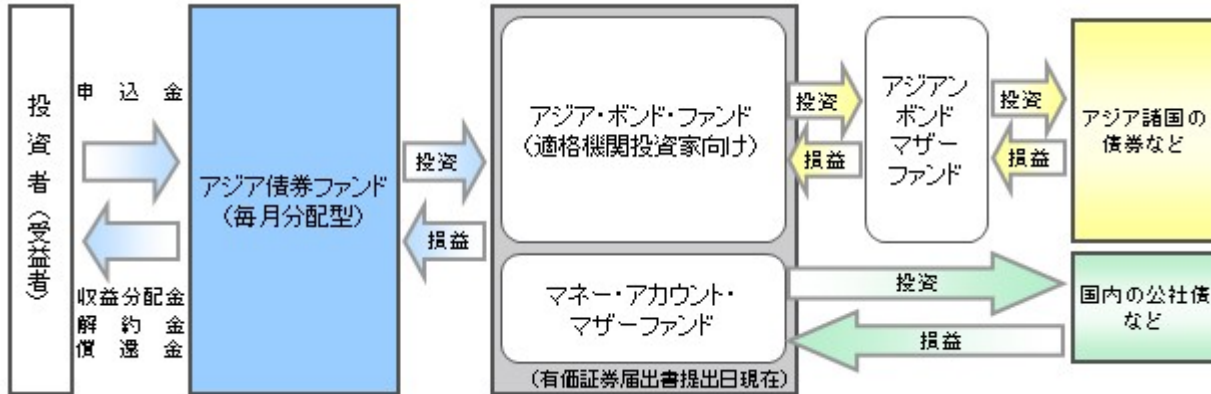 投資者(受益者)
申込金
収益分配金
解約金
償還金
アジア債券ファンド
(毎月分配型)
投資
損益
アジア・ボンド・ファンド
(適格機関投資家向け)
マネー・アカウント・
マザーファンド
(有価証券届出書提出日現在)
投資
損益
アジアン
ボンド
マザー
ファンド
投資
損益
アジア諸国の
債券など
投資
損益
国内の公社債
など